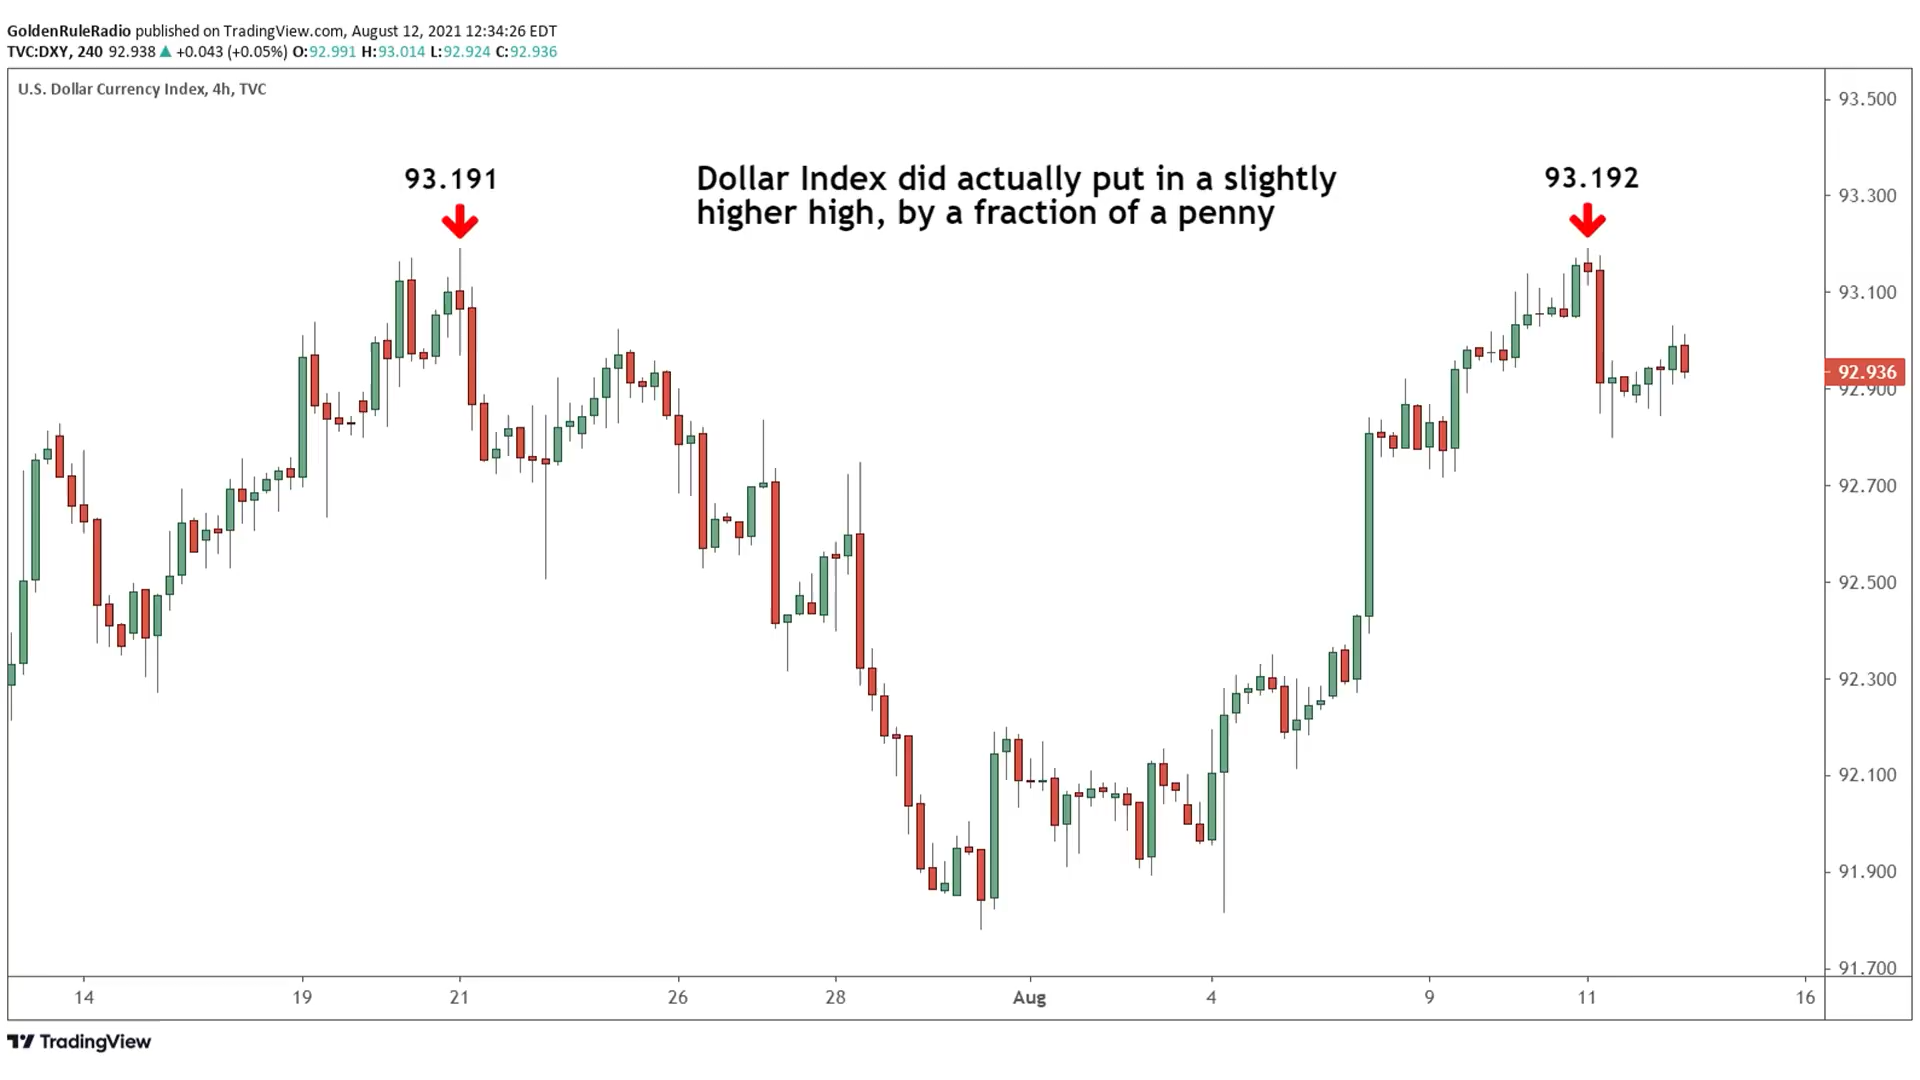 GoldenRuleRadio published on TradingView.com, August 12, 2021 12:34:26 EDT
TVC:DXY, 240 92.938 ▲ +0.043 (+0.05%) O:92.991 H:93.014 L:92.924 C:92.936
U.S. Dollar Currency Index, 4h, TVC
93.500
93.191
Dollar Index did actually put in a slightly
higher high, by a fraction of a penny
93.192
93.300
93.100
92.936
92.900
92.700
92.500
92.300
92.100
91.900
91.700
14 19 21 26 28 Aug 4 9 11 16
TradingView